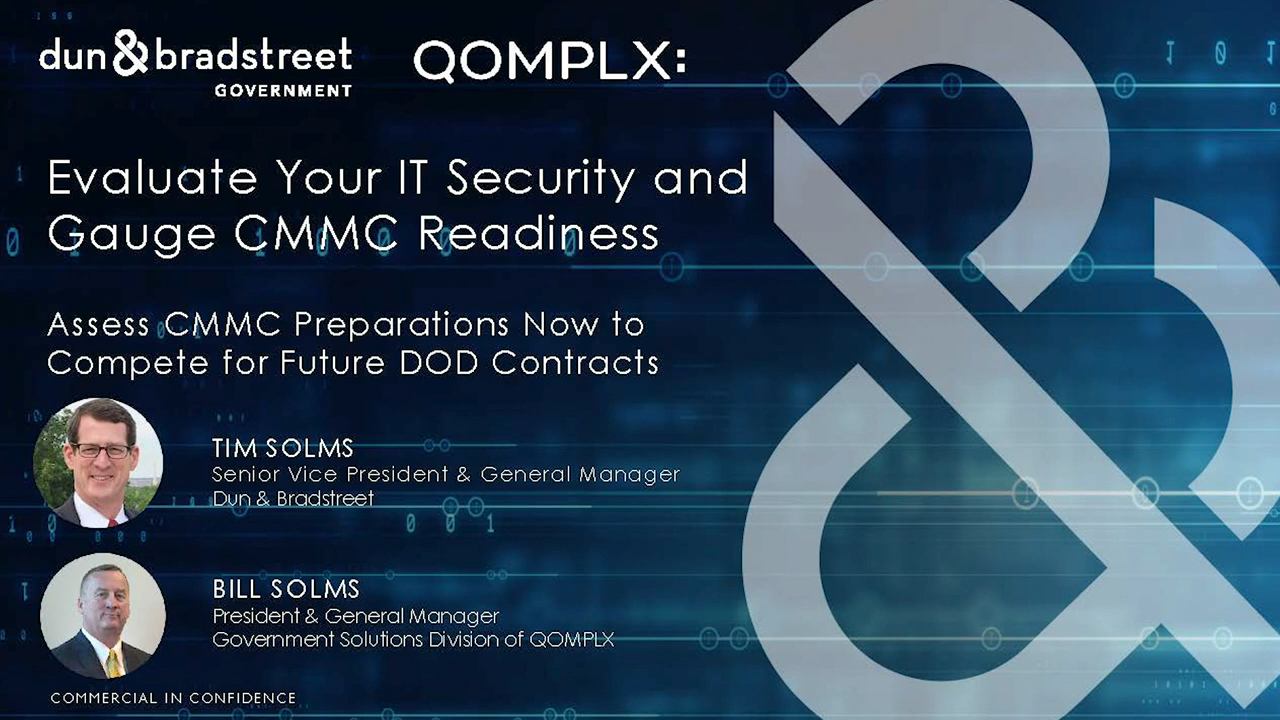 dun&bradstreet
GOVERNMENT
QOMPLX:
Evaluate Your IT Security and
Gauge CMMC Readiness
Assess CMMC Preparations Now to
Compete for Future DOD Contracts
TIM SOLMS
Senior Vice President & General Manager
Dun & Bradstreet
BILL SOLMS
President & General Manager
Government Solutions Division of QOMPLX
COMMERCIAL IN CONFIDENCE